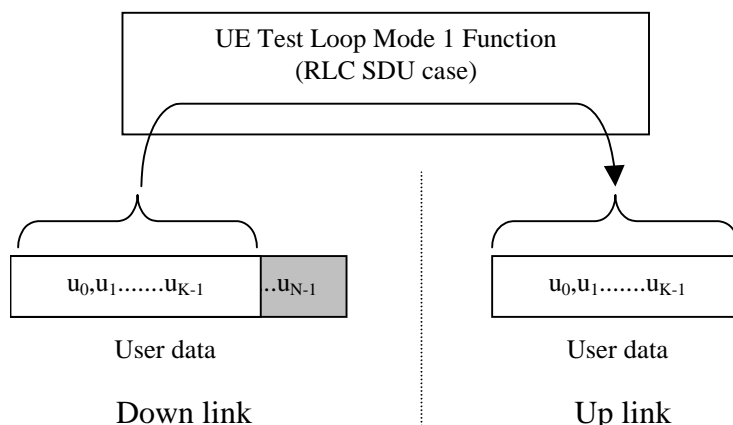 UE Test Loop Mode 1 Function
(RLC SDU case)
u0,u1.......uK-1 ..uN-1
u0,u1.......uK-1
User data
User data
Down link
Up link